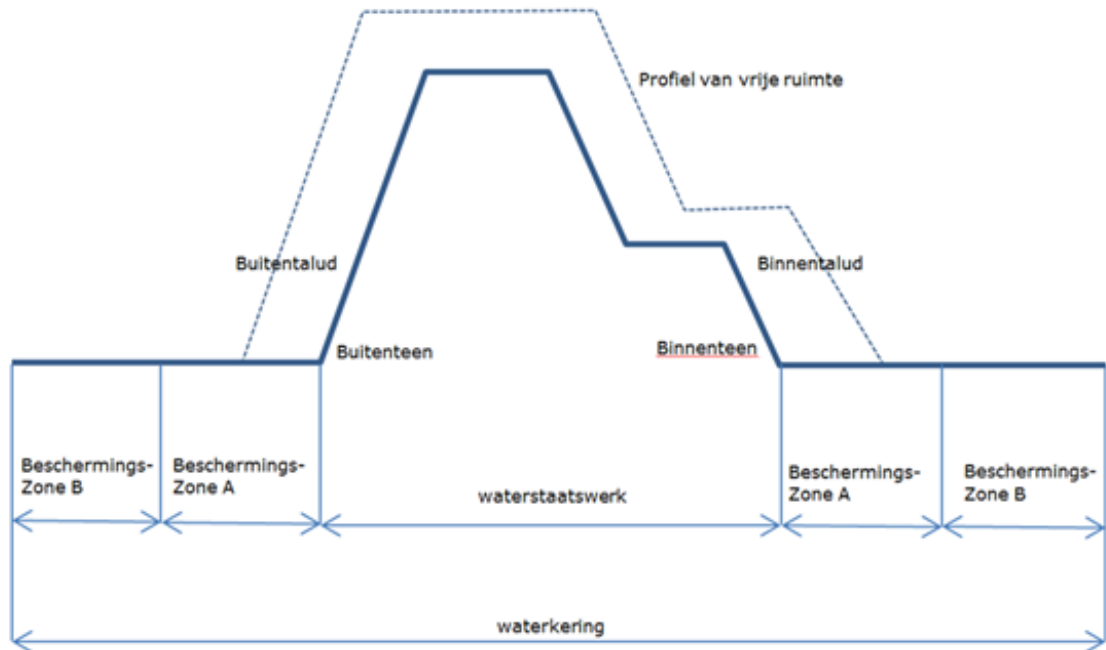 Profiel van vrije ruimte
Buitentalud
Binnentalud
Buitenteen
Binnenteen
Beschermings-
Zone B
Beschermings-
Zone A
waterstaatswerk
Beschermings-
Zone A
Beschermings-
Zone B
waterkering